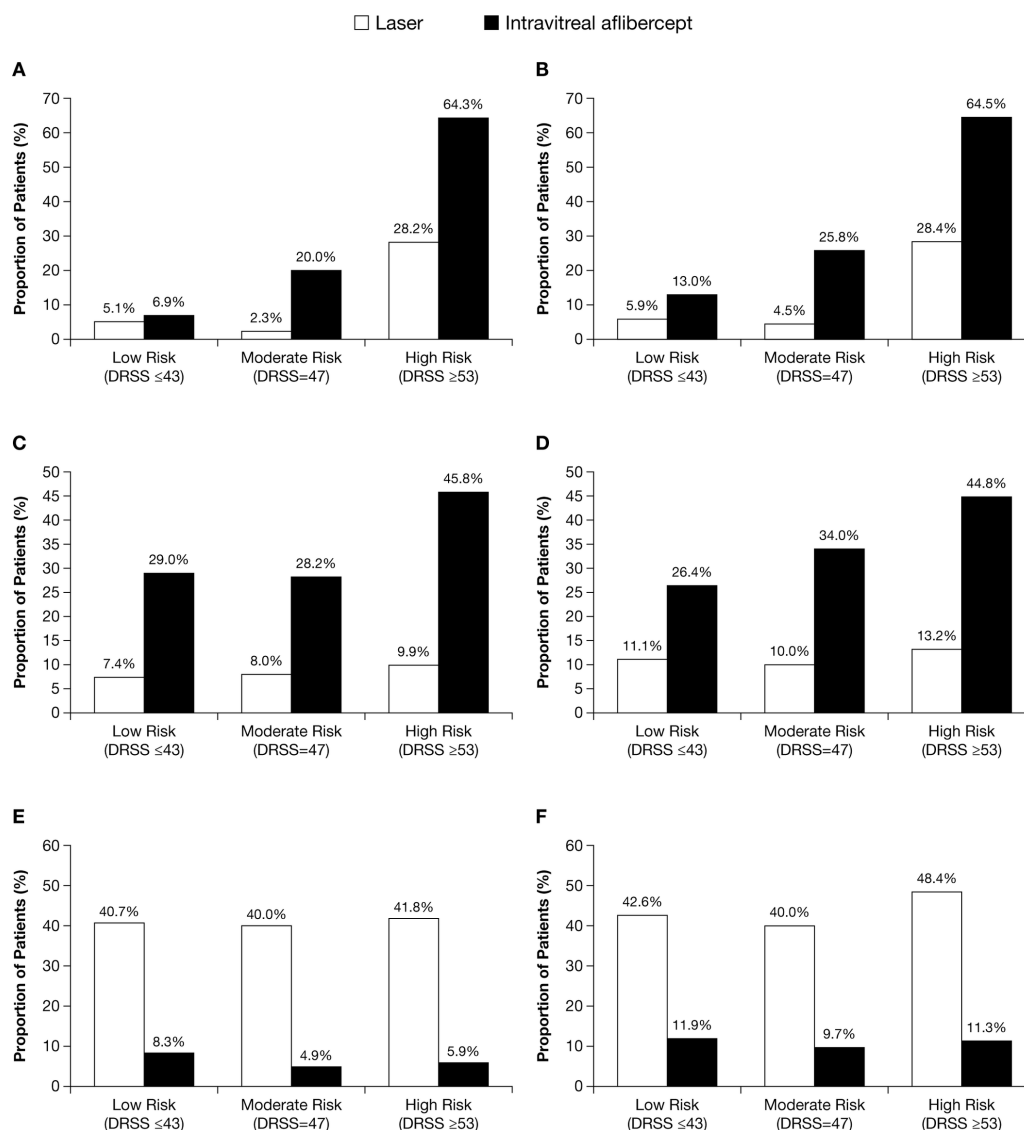 Laser Intravitreal aflibercept
A
Proportion of Patients (%)
70
60
50
40
30
20
10
0
5.1% 6.9%
2.3% 20.0%
28.2% 64.3%
Low Risk Moderate Risk High Risk
(DRSS ≤43) (DRSS=47) (DRSS ≥53)
B
Proportion of Patients (%)
70
60
50
40
30
20
10
0
5.9% 13.0%
4.5% 25.8%
28.4% 64.5%
Low Risk Moderate Risk High Risk
(DRSS ≤43) (DRSS=47) (DRSS ≥53)
C
Proportion of Patients (%)
50
45
40
35
30
25
20
15
10
5
0
7.4% 29.0%
8.0% 28.2%
9.9% 45.8%
Low Risk Moderate Risk High Risk
(DRSS ≤43) (DRSS=47) (DRSS ≥53)
D
Proportion of Patients (%)
50
45
40
35
30
25
20
15
10
5
0
11.1% 26.4%
10.0% 34.0%
13.2% 44.8%
Low Risk Moderate Risk High Risk
(DRSS ≤43) (DRSS=47) (DRSS ≥53)
E
Proportion of Patients (%)
60
50
40
30
20
10
0
40.7% 8.3%
40.0% 4.9%
41.8% 5.9%
Low Risk Moderate Risk High Risk
(DRSS ≤43) (DRSS=47) (DRSS ≥53)
F
Proportion of Patients (%)
60
50
40
30
20
10
0
42.6% 11.9%
40.0% 9.7%
48.4% 11.3%
Low Risk Moderate Risk High Risk
(DRSS ≤43) (DRSS=47) (DRSS ≥53)